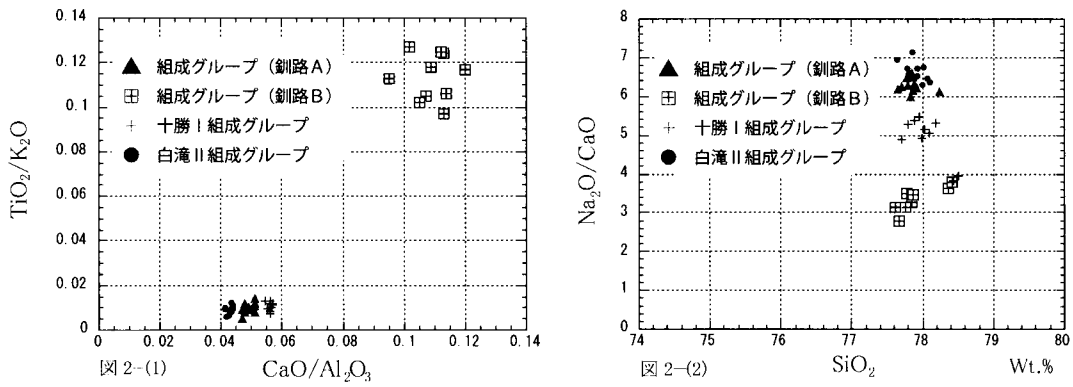 TiO₂/K₂O
0.14
0.12
0.1
0.08
0.06
0.04
0.02
0
▲ 組成グループ（釧路A）
⊞ 組成グループ（釧路B）
+ 十勝Ⅰ組成グループ
● 白滝Ⅱ組成グループ
0 0.02 0.04 0.06 0.08 0.1 0.12 0.14
図2-(1) CaO/Al₂O₃
Na₂O/CaO
8
7
6
5
4
3
2
1
0
▲ 組成グループ（釧路A）
⊞ 組成グループ（釧路B）
+ 十勝Ⅰ組成グループ
● 白滝Ⅱ組成グループ
74 75 76 77 78 79 80
図2-(2) SiO₂ Wt.%